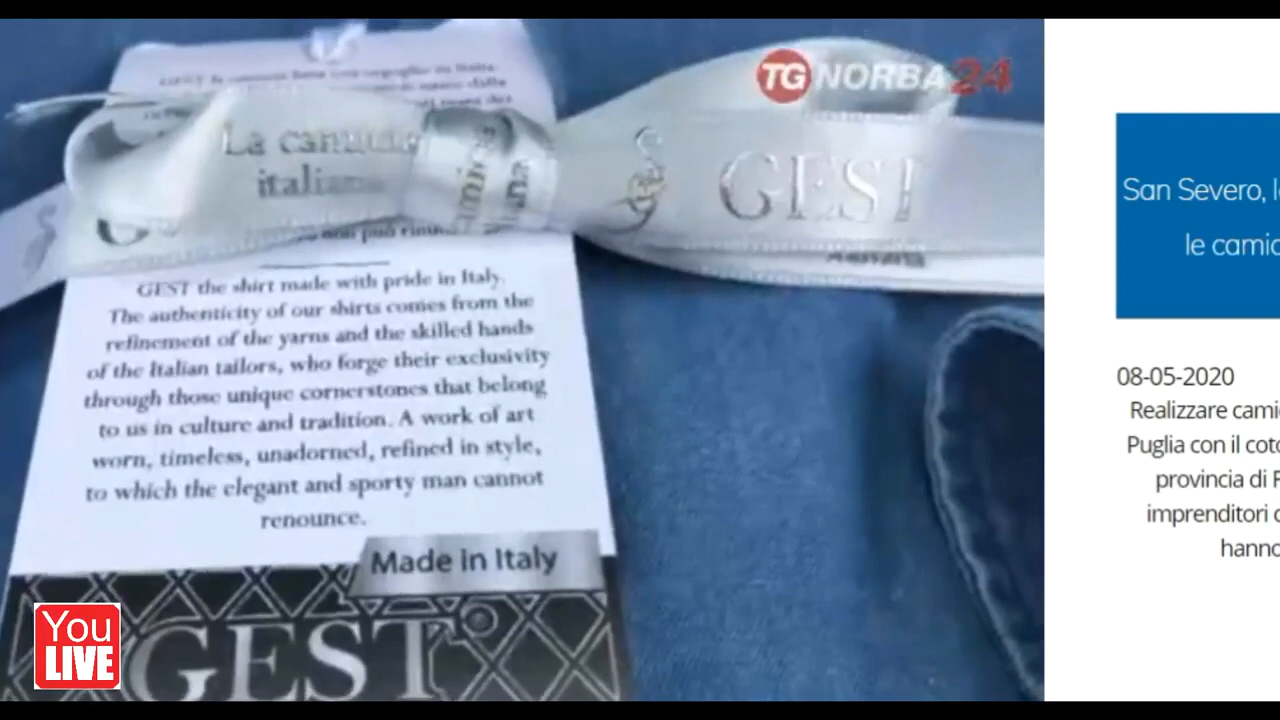 TG NORBA 24
La camicia
italiana
GEST
GEST the shirt made with pride in Italy.
The authenticity of our shirts comes from the
refinement of the yarns and the skilled hands
of the Italian tailors, who forge their exclusivity
through those unique cornerstones that belong
to us in culture and tradition. A work of art
worn, timeless, unadorned, refined in style,
to which the elegant and sporty man cannot
renounce.
Made in Italy
GEST
You
LIVE
San Severo, l
le camic
08-05-2020
Realizzare cami
Puglia con il coto
provincia di F
imprenditori
hanno